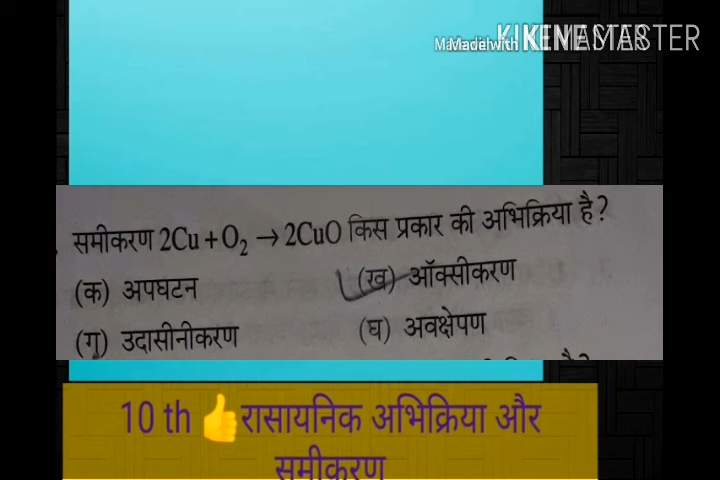 Made with KINEMASTER
समीकरण 2Cu + O₂ → 2CuO किस प्रकार की अभिक्रिया है?
(क) अपघटन (ख) ऑक्सीकरण
(ग) उदासीनीकरण (घ) अवक्षेपण
10 th 👍रासायनिक अभिक्रिया और
समीकरण